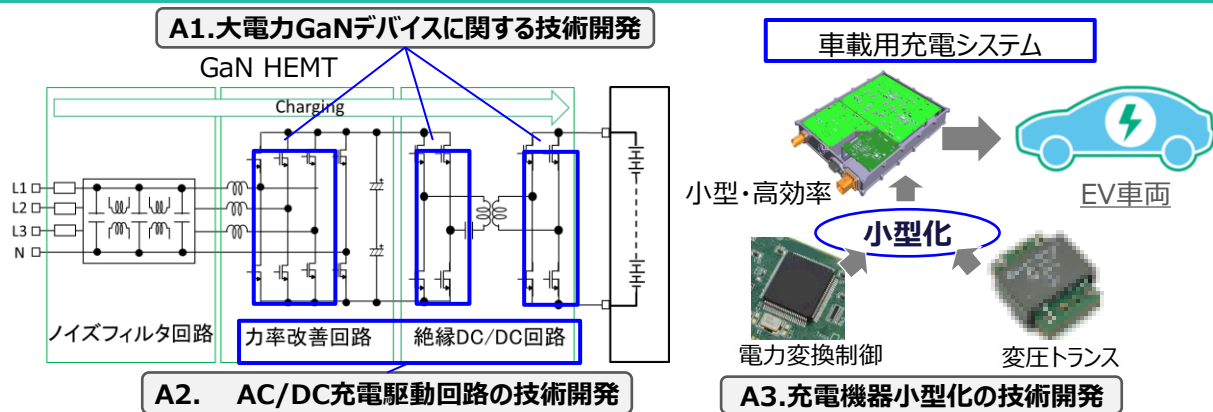 A1.大電力GaNデバイスに関する技術開発
GaN HEMT
Charging
L1
L2
L3
N
ノイズフィルタ回路
力率改善回路
絶縁DC/DC回路
A2. AC/DC充電駆動回路の技術開発
車載用充電システム
小型・高効率
EV車両
小型化
電力変換制御
変圧トランス
A3.充電機器小型化の技術開発